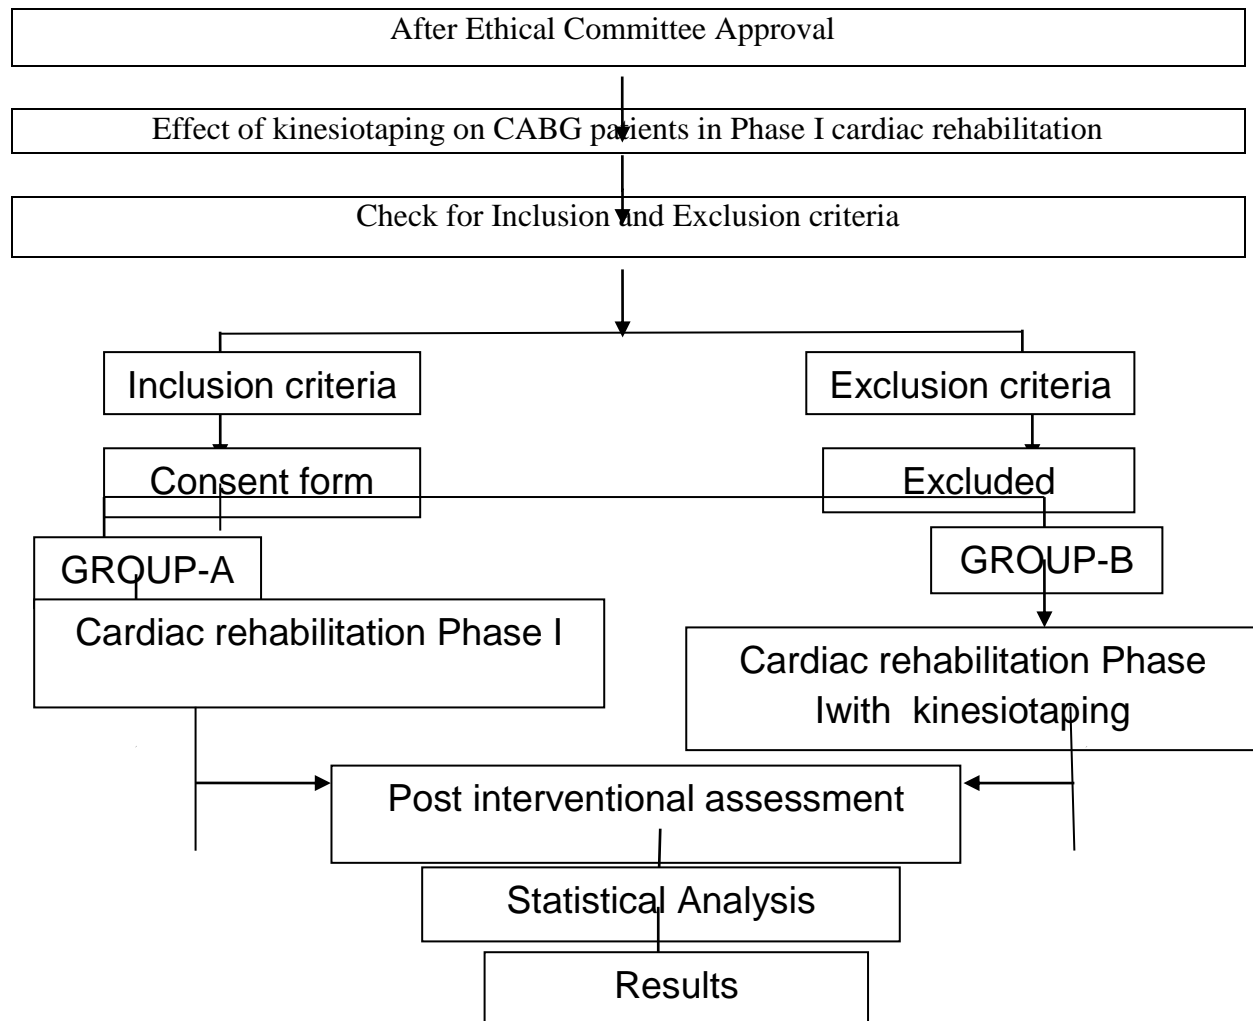 After Ethical Committee Approval
Effect of kinesiotaping on CABG patients in Phase I cardiac rehabilitation
Check for Inclusion and Exclusion criteria
Inclusion criteria
Exclusion criteria
Consent form
Excluded
GROUP-A
GROUP-B
Cardiac rehabilitation Phase I
Cardiac rehabilitation Phase
Iwith kinesiotaping
Post interventional assessment
Statistical Analysis
Results